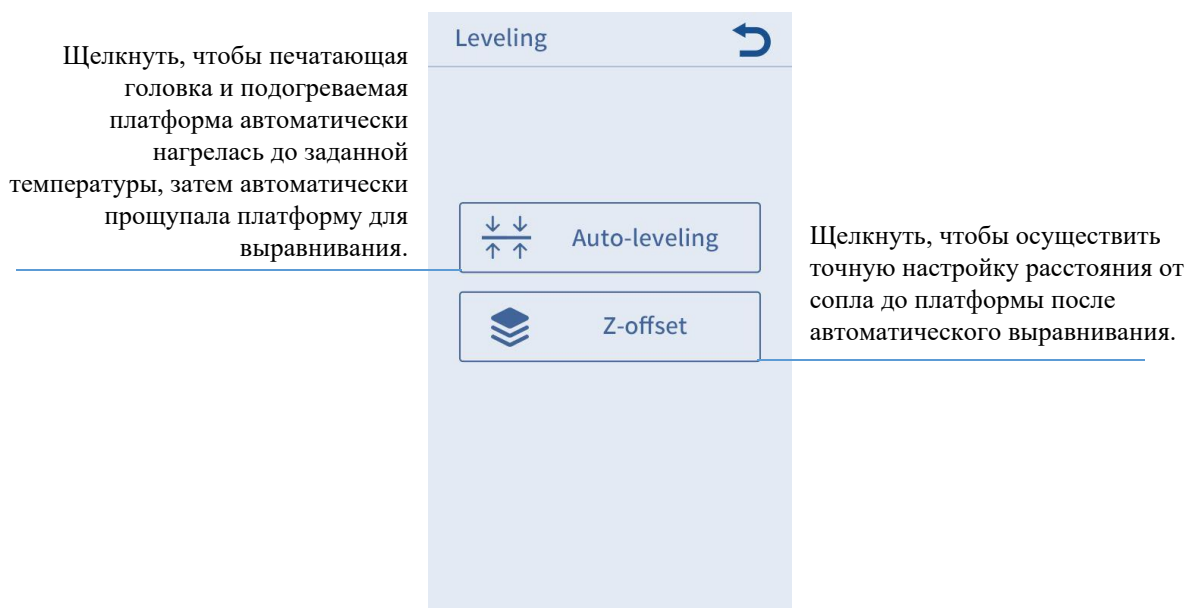 Leveling
Щелкнуть, чтобы печатающая
головка и подогреваемая
платформа автоматически
нагрелась до заданной
температуры, затем автоматически
прощупала платформу для
выравнивания.
Auto-leveling
Щелкнуть, чтобы осуществить
точную настройку расстояния от
сопла до платформы после
автоматического выравнивания.
Z-offset